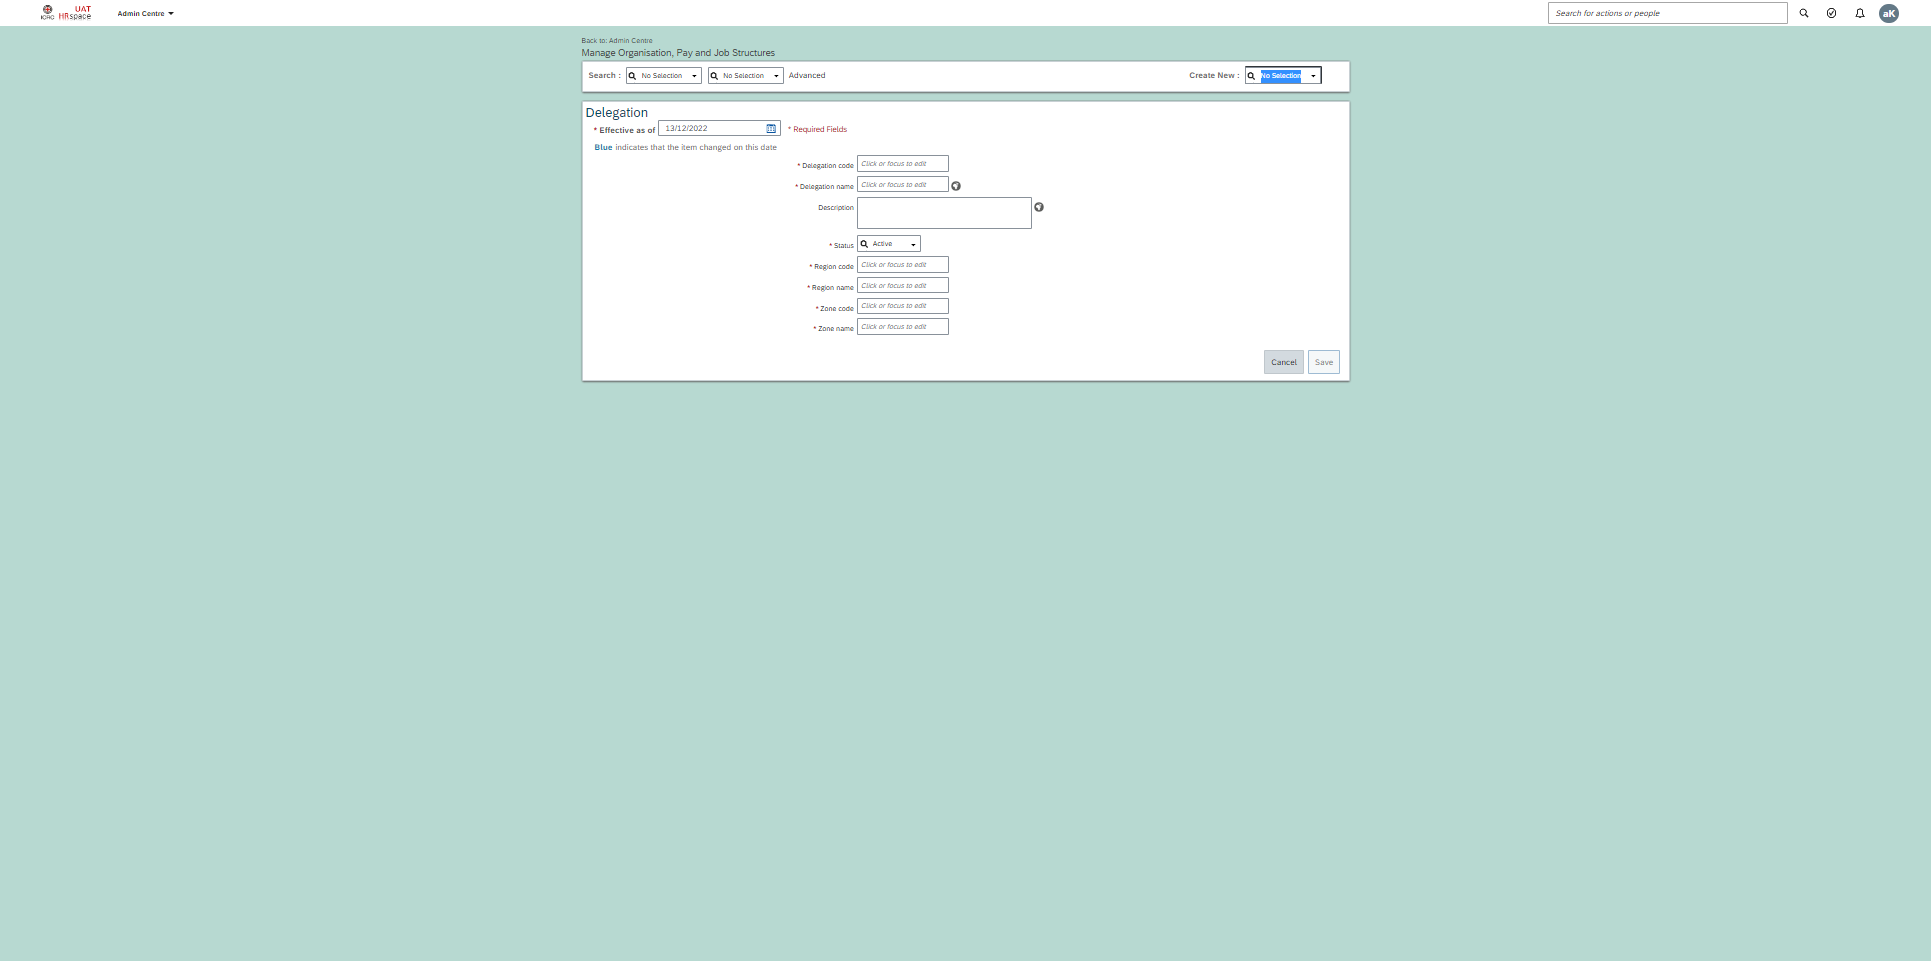 ICRC
UAT
HRspace
Admin Centre
Search for actions or people
aK
Back to: Admin Centre
Manage Organisation, Pay and Job Structures
Search : No Selection No Selection Advanced Create New : No Selection
Delegation
* Effective as of 13/12/2022 * Required Fields
Blue indicates that the item changed on this date
* Delegation code Click or focus to edit
* Delegation name Click or focus to edit
Description
* Status Active
* Region code Click or focus to edit
* Region name Click or focus to edit
* Zone code Click or focus to edit
* Zone name Click or focus to edit
Cancel Save